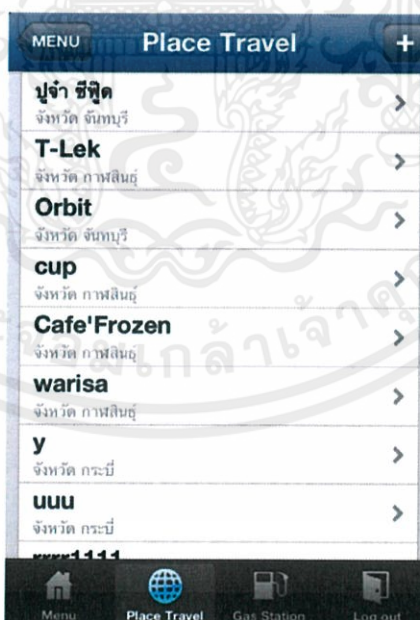 MENU Place Travel +
ปูจ๋า ซีฟู๊ด
จังหวัด จันทบุรี
T-Lek
จังหวัด กาฬสินธุ์
Orbit
จังหวัด จันทบุรี
cup
จังหวัด กาฬสินธุ์
Cafe'Frozen
จังหวัด กาฬสินธุ์
warisa
จังหวัด กาฬสินธุ์
y
จังหวัด กระบี่
uuu
จังหวัด กระบี่
rrrr1111
Menu Place Travel Gas Station Log out